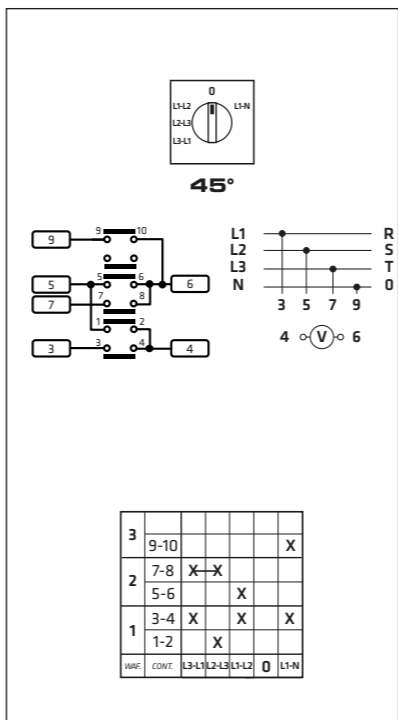 0
L1-L2 L1-N
L2-L3
L3-L1
45°
9 9 10
5 5 6 6
7 7 8
1 2
3 3 4 4
L1 R
L2 S
L3 T
N 0
3 5 7 9
4 V 6
3
9-10 X
2 7-8 X X
5-6 X
1 3-4 X X X
1-2 X
WAF. CONT. L3-L1 L2-L3 L1-L2 0 L1-N